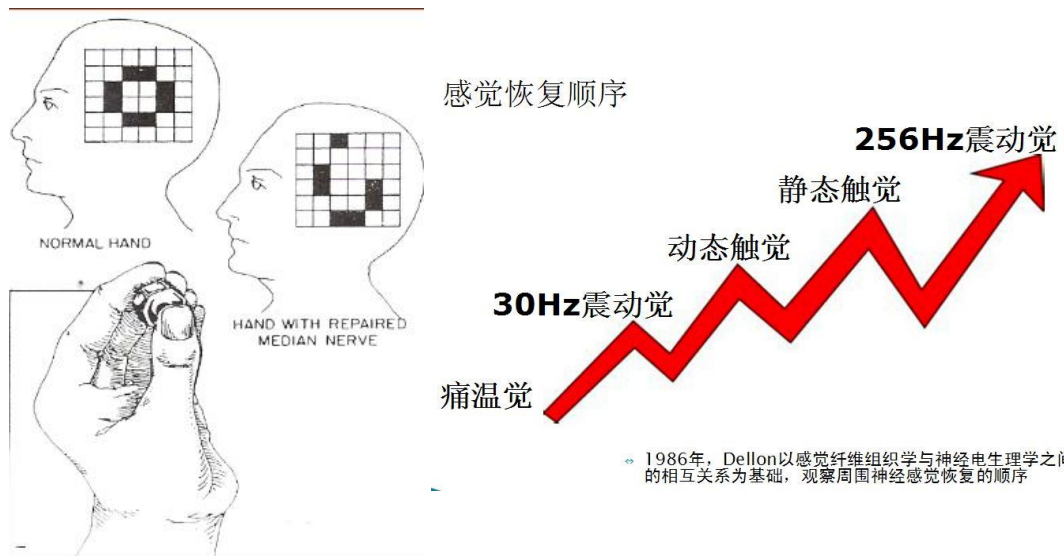 NORMAL HAND
HAND WITH REPAIRED
MEDIAN NERVE
感觉恢复顺序
256Hz震动觉
静态触觉
动态触觉
30Hz震动觉
痛温觉
1986年，Dellon以感觉纤维组织学与神经电生理学之间
的相互关系为基础，观察周围神经感觉恢复的顺序